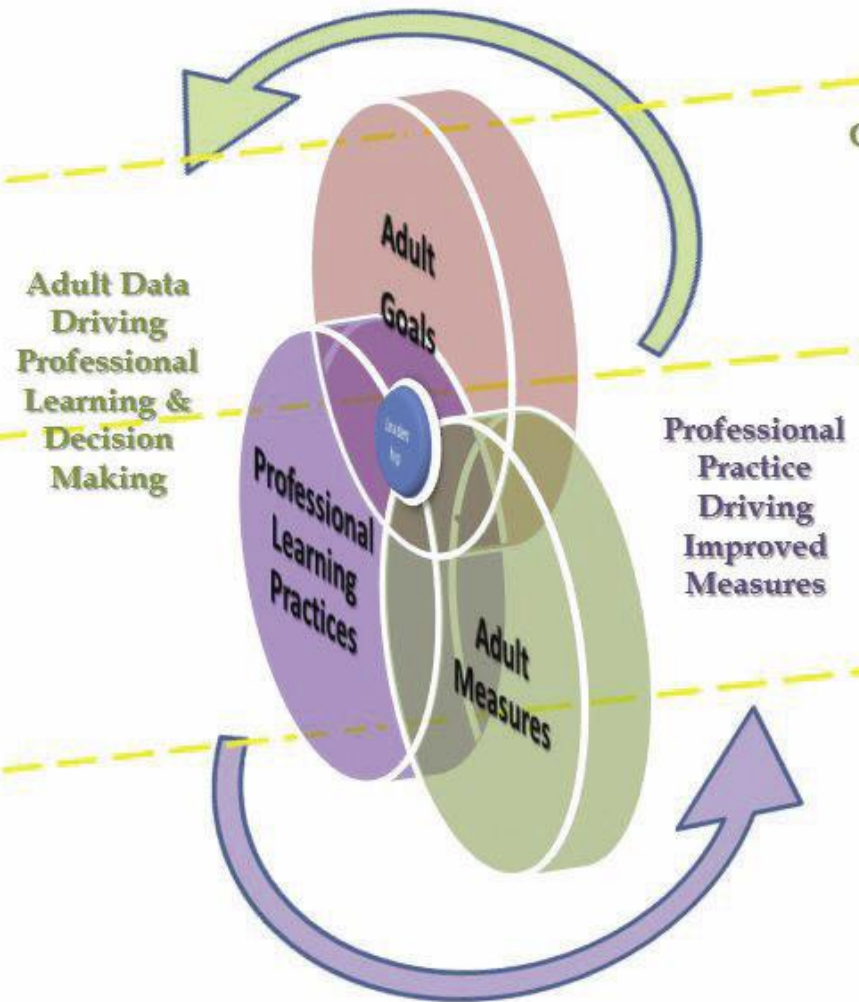 Adult
Goals
Adult Data
Driving
Professional
Learning &
Decision
Making
Professional
Learning
Practices
Professional
Practice
Driving
Improved
Measures
Adult
Measures